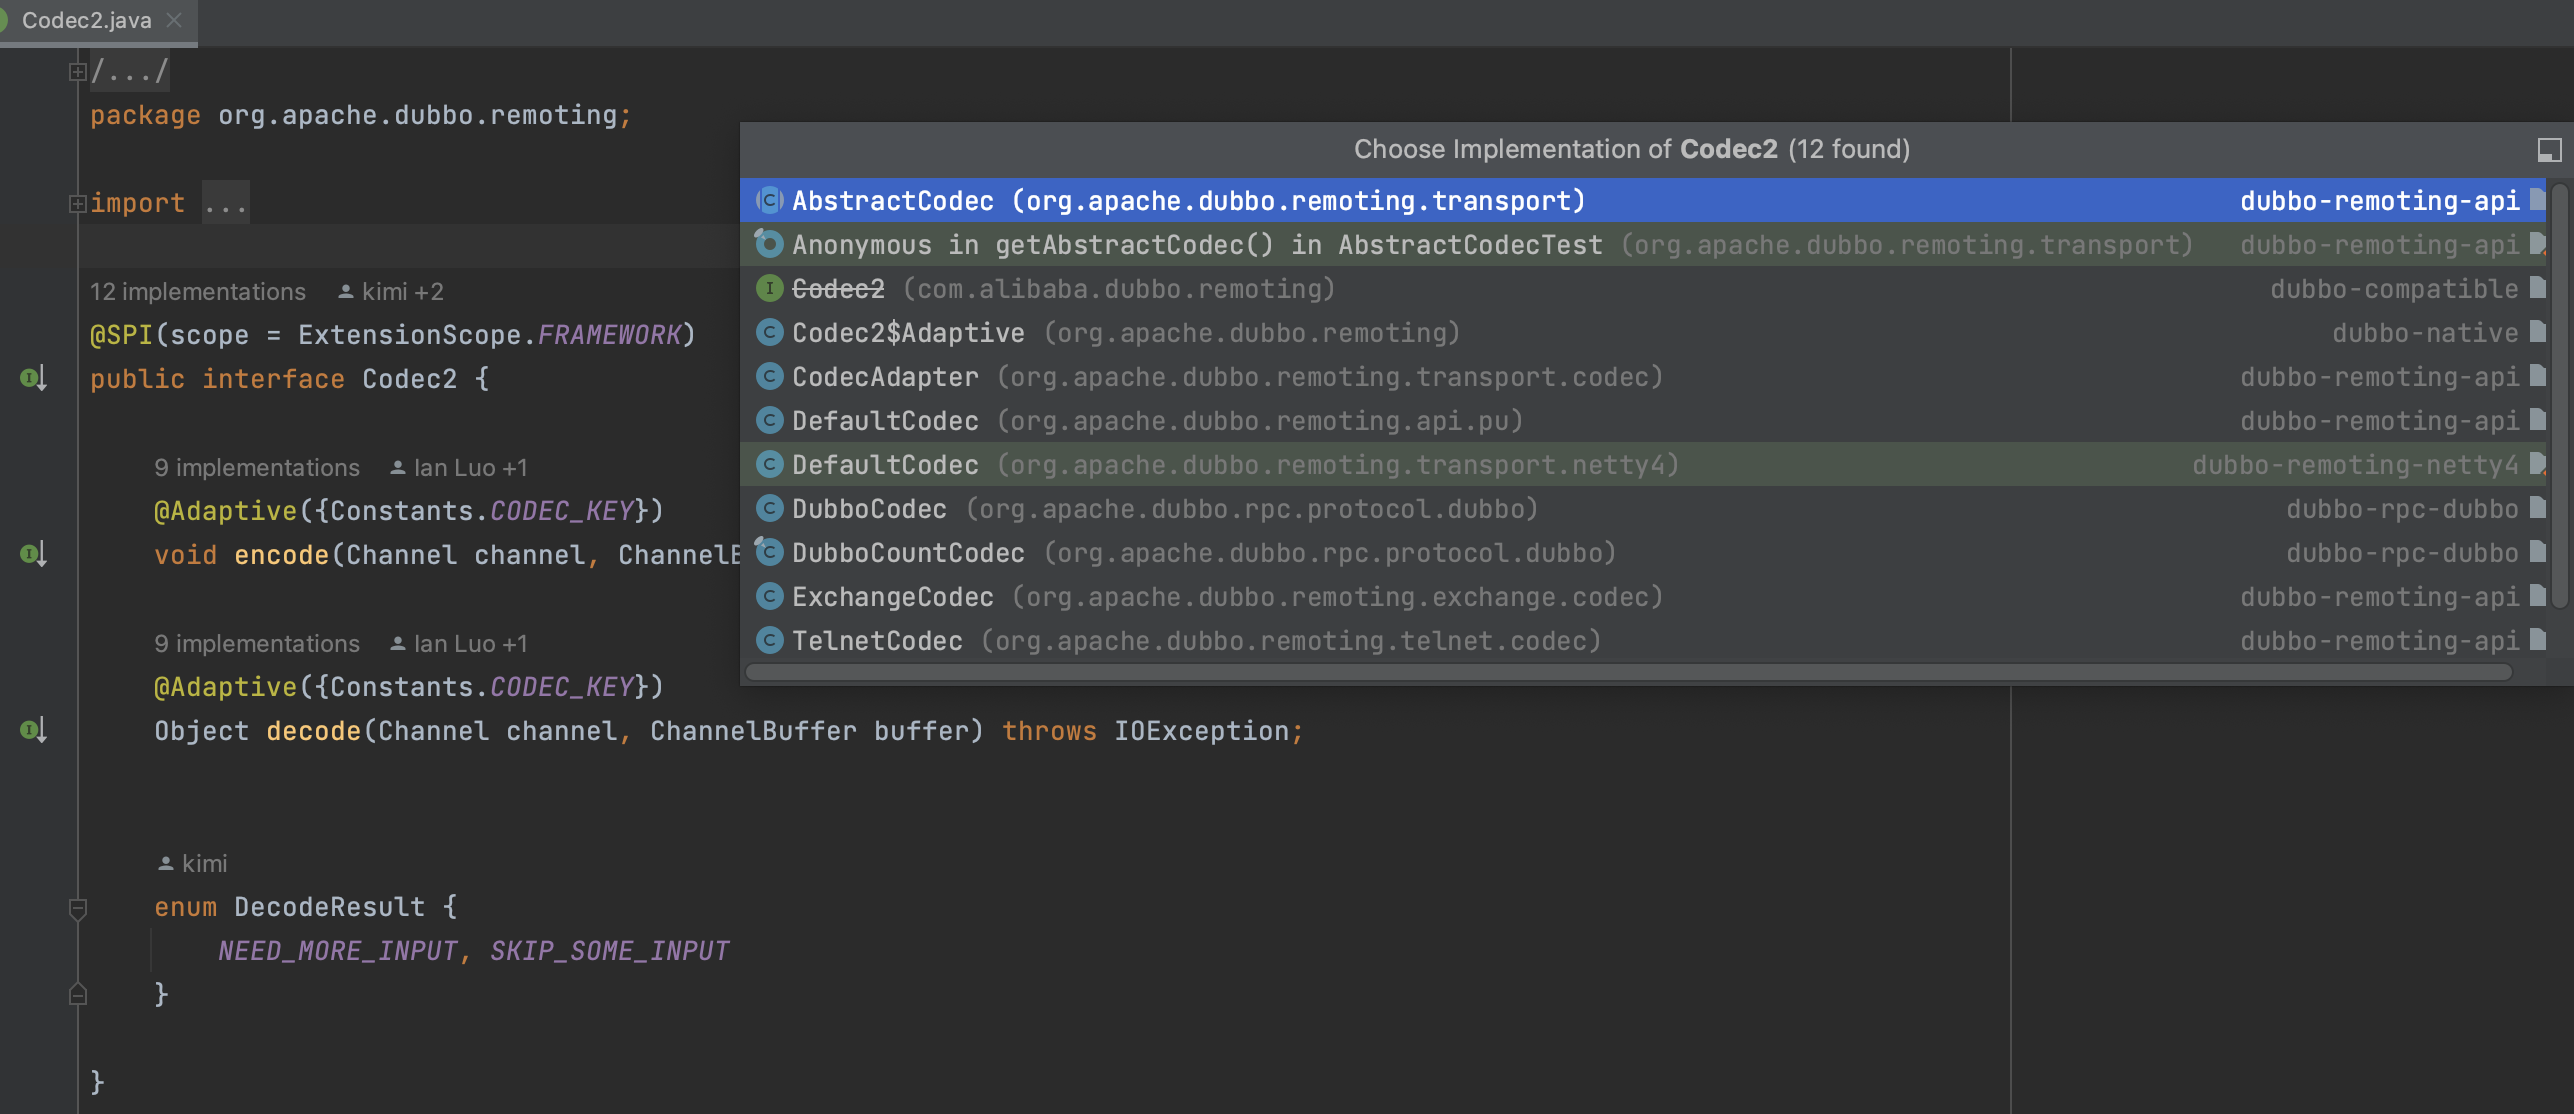 Codec2.java
/.../
package org.apache.dubbo.remoting;
import ...
12 implementations kimi +2
@SPI(scope = ExtensionScope.FRAMEWORK)
public interface Codec2 {
9 implementations Ian Luo +1
@Adaptive({Constants.CODEC_KEY})
void encode(Channel channel, ChannelB
9 implementations Ian Luo +1
@Adaptive({Constants.CODEC_KEY})
Object decode(Channel channel, ChannelBuffer buffer) throws IOException;
kimi
enum DecodeResult {
NEED_MORE_INPUT, SKIP_SOME_INPUT
}
}
Choose Implementation of Codec2 (12 found)
AbstractCodec (org.apache.dubbo.remoting.transport) dubbo-remoting-api
Anonymous in getAbstractCodec() in AbstractCodecTest (org.apache.dubbo.remoting.transport) dubbo-remoting-api
Codec2 (com.alibaba.dubbo.remoting) dubbo-compatible
Codec2$Adaptive (org.apache.dubbo.remoting) dubbo-native
CodecAdapter (org.apache.dubbo.remoting.transport.codec) dubbo-remoting-api
DefaultCodec (org.apache.dubbo.remoting.api.pu) dubbo-remoting-api
DefaultCodec (org.apache.dubbo.remoting.transport.netty4) dubbo-remoting-netty4
DubboCodec (org.apache.dubbo.rpc.protocol.dubbo) dubbo-rpc-dubbo
DubboCountCodec (org.apache.dubbo.rpc.protocol.dubbo) dubbo-rpc-dubbo
ExchangeCodec (org.apache.dubbo.remoting.exchange.codec) dubbo-remoting-api
TelnetCodec (org.apache.dubbo.remoting.telnet.codec) dubbo-remoting-api